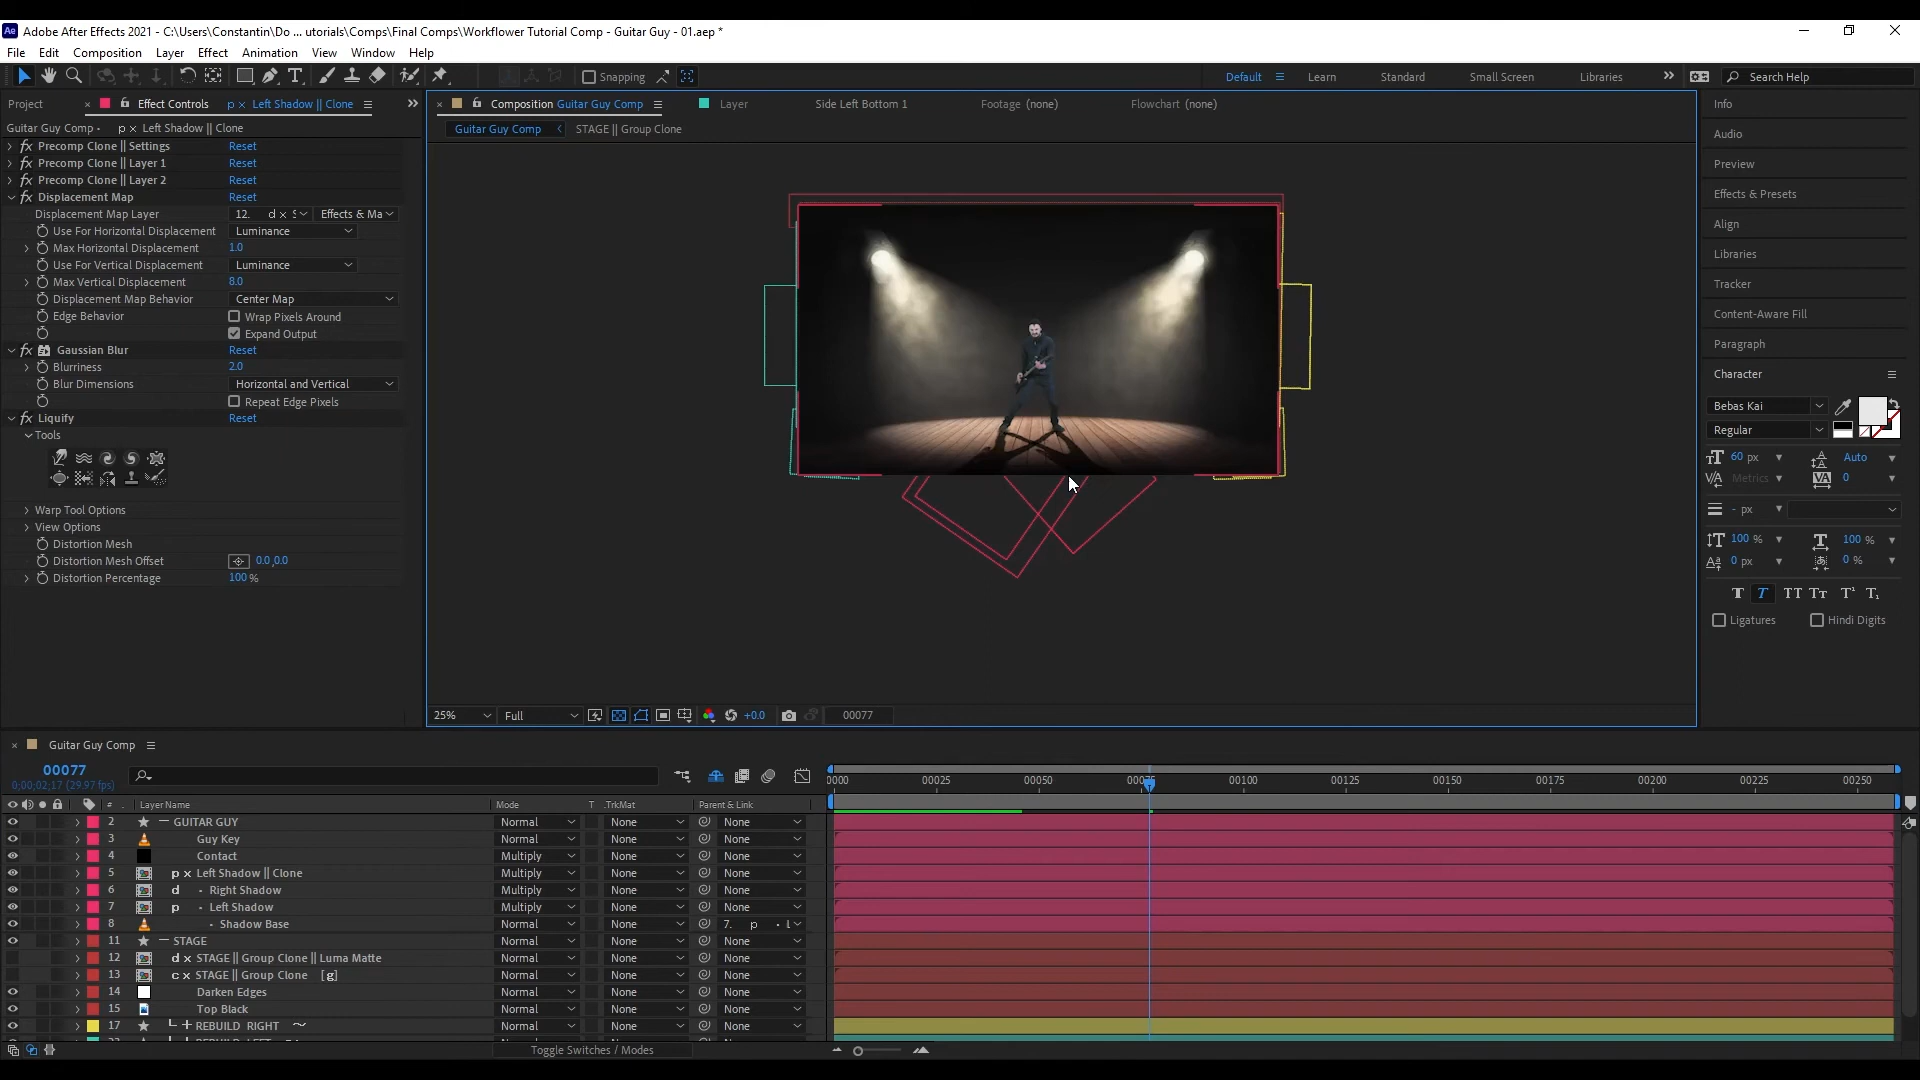 Ae Adobe After Effects 2021 - C:\Users\Constantin\Do ... utorials\Comps\Final Comps\Workflower Tutorial Comp - Guitar Guy - 01.aep *
File Edit Composition Layer Effect Animation View Window Help
Snapping Default Learn Standard Small Screen Libraries Search Help
Project Effect Controls p x Left Shadow || Clone
Composition Guitar Guy Comp Layer Side Left Bottom 1 Footage (none) Flowchart (none)
Guitar Guy Comp • p x Left Shadow || Clone
Guitar Guy Comp STAGE || Group Clone
fx Precomp Clone || Settings Reset
fx Precomp Clone || Layer 1 Reset
fx Precomp Clone || Layer 2 Reset
fx Displacement Map Reset
Displacement Map Layer 12. d x S Effects & Ma
Use For Horizontal Displacement Luminance
Max Horizontal Displacement 1.0
Use For Vertical Displacement Luminance
Max Vertical Displacement 8.0
Displacement Map Behavior Center Map
Edge Behavior Wrap Pixels Around
Expand Output
fx Gaussian Blur Reset
Blurriness 2.0
Blur Dimensions Horizontal and Vertical
Repeat Edge Pixels
fx Liquify Reset
Tools
Warp Tool Options
View Options
Distortion Mesh
Distortion Mesh Offset 0.0,0.0
Distortion Percentage 100 %
25% Full +0.0 00077
Info
Audio
Preview
Effects & Presets
Align
Libraries
Tracker
Content-Aware Fill
Paragraph
Character
Bebas Kai
Regular
60 px Auto
Metrics 0
- px
100 % 100 %
0 px 0 %
T T TT Tт T¹ T₁
Ligatures Hindi Digits
Guitar Guy Comp
00077
0;00;02;17 (29.97 fps)
0000 00025 00050 00075 00100 00125 00150 00175 00200 00225 00250
# Layer Name Mode T .TrkMat Parent & Link
2 GUITAR GUY Normal None None
3 Guy Key Normal None None
4 Contact Multiply None None
5 p x Left Shadow || Clone Multiply None None
6 d • Right Shadow Multiply None None
7 p • Left Shadow Multiply None None
8 • Shadow Base Normal None 7. p • L
11 STAGE Normal None None
12 d x STAGE || Group Clone || Luma Matte Normal None None
13 c x STAGE || Group Clone [g] Normal None None
14 Darken Edges Normal None None
15 Top Black Normal None None
17 REBUILD RIGHT Normal None None
Toggle Switches / Modes